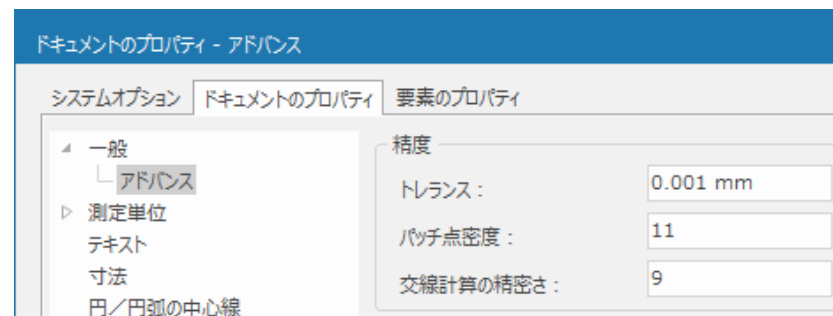 ドキュメントのプロパティ - アドバンス
システムオプション ドキュメントのプロパティ 要素のプロパティ
一般
アドバンス
測定単位
テキスト
寸法
円／円弧の中心線
精度
トレランス： 0.001 mm
パッチ点密度： 11
交線計算の精密さ： 9